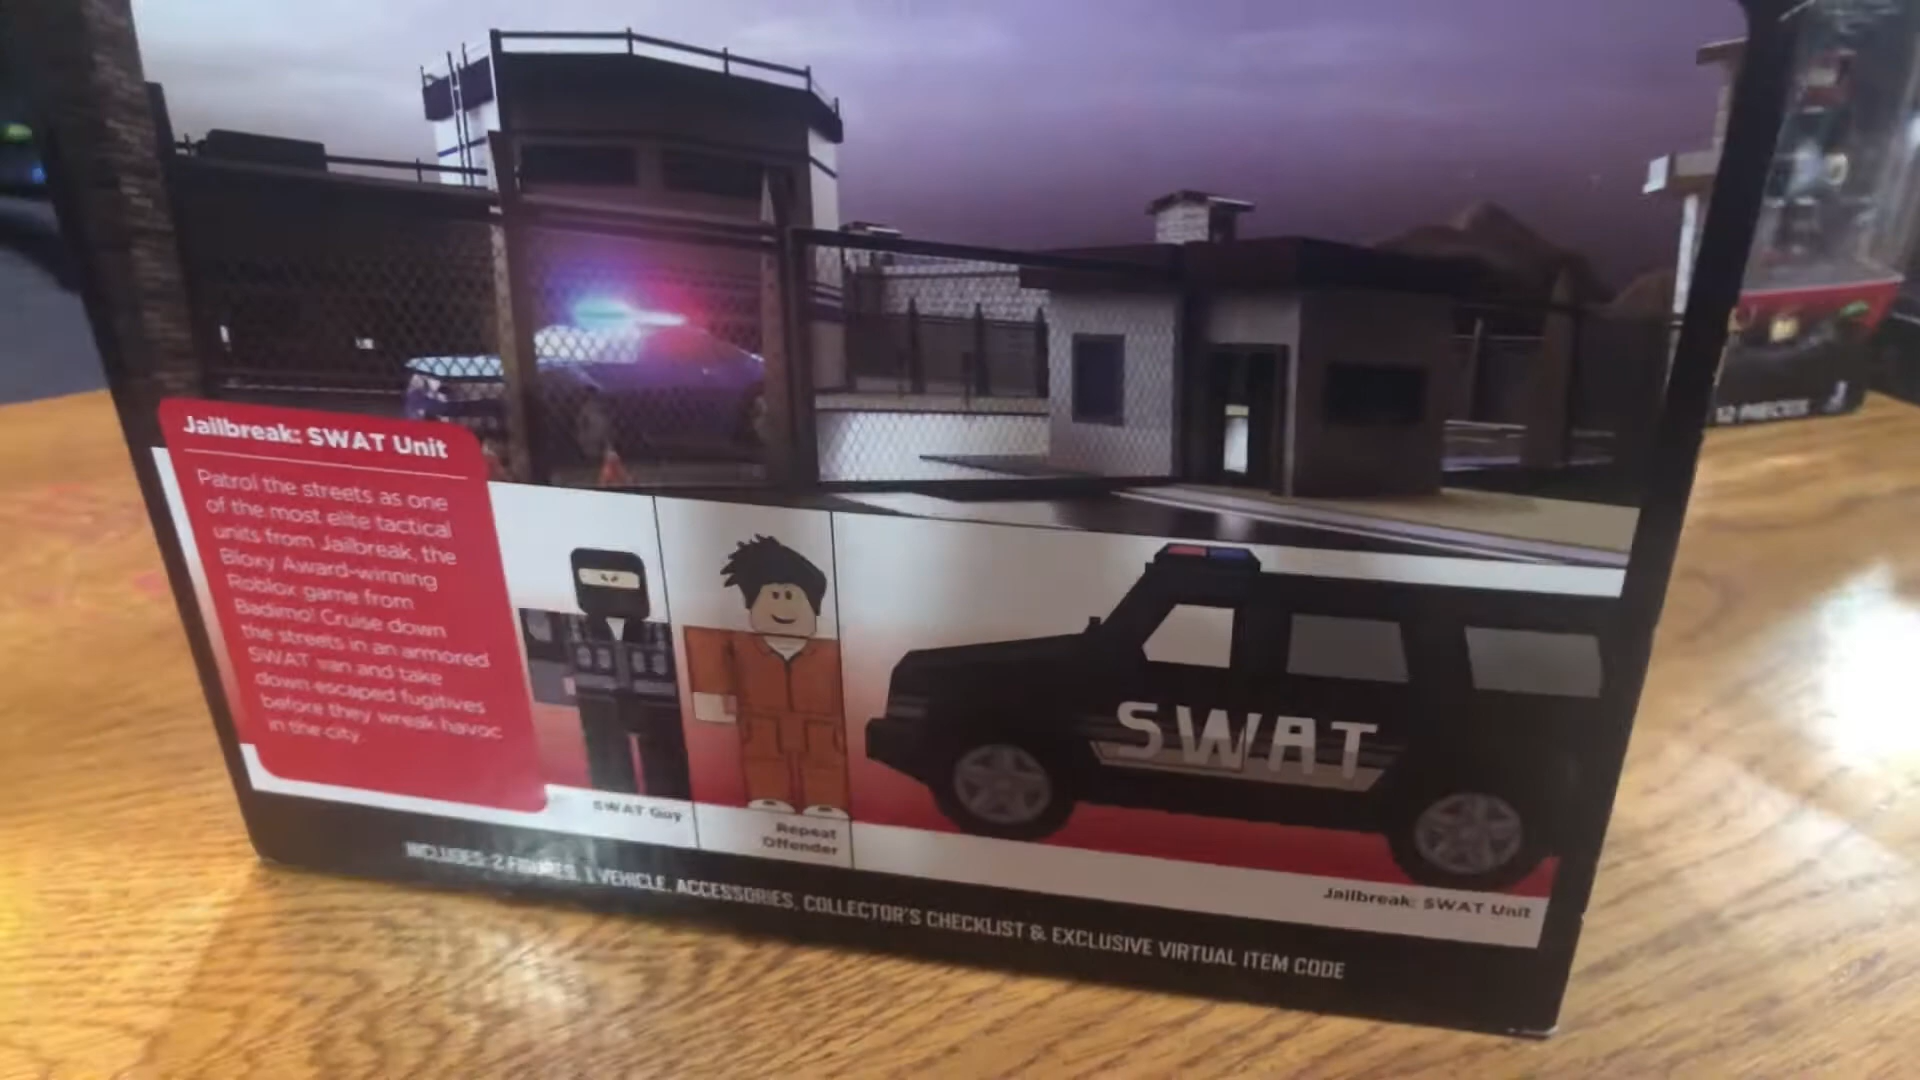 Jailbreak: SWAT Unit
Patrol the streets as one
of the most elite tactical
units from Jailbreak, the
Bloxy Award-winning
Roblox game from
Badimo! Cruise down
the streets in an armored
SWAT van and take
down escaped fugitives
before they wreak havoc
in the city.
SWAT
SWAT Guy
Repeat
Offender
Jailbreak: SWAT Unit
INCLUDES: 2 FIGURES, 1 VEHICLE, ACCESSORIES, COLLECTOR'S CHECKLIST & EXCLUSIVE VIRTUAL ITEM CODE
12 PIECES